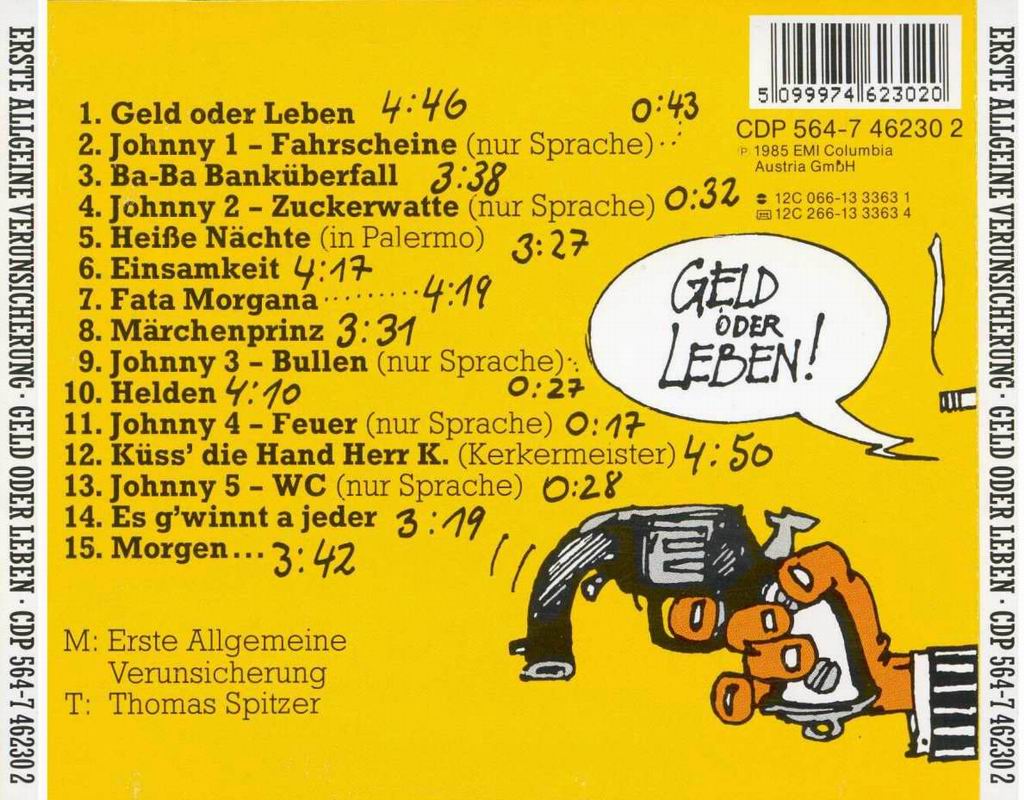 ERSTE ALLGEINE VERUNSICHERUNG · GELD ODER LEBEN · CDP 564-7 46230 2
1. Geld oder Leben 4:46
2. Johnny 1 – Fahrscheine (nur Sprache) 0:43
3. Ba-Ba Banküberfall 3:38
4. Johnny 2 – Zuckerwatte (nur Sprache) 0:32
5. Heiße Nächte (in Palermo) 3:27
6. Einsamkeit 4:17
7. Fata Morgana ......... 4:19
8. Märchenprinz 3:31
9. Johnny 3 – Bullen (nur Sprache) 0:27
10. Helden 4:10
11. Johnny 4 – Feuer (nur Sprache) 0:17
12. Küss' die Hand Herr K. (Kerkermeister) 4:50
13. Johnny 5 – WC (nur Sprache) 0:28
14. Es g'winnt a jeder 3:19
15. Morgen... 3:42
M: Erste Allgemeine
Verunsicherung
T: Thomas Spitzer
5 099974 623020
CDP 564-7 46230 2
℗ 1985 EMI Columbia
Austria GmbH
12C 066-13 3363 1
12C 266-13 3363 4
GELD
ODER
LEBEN!
ERSTE ALLGEINE VERUNSICHERUNG · GELD ODER LEBEN · CDP 564-7 46230 2